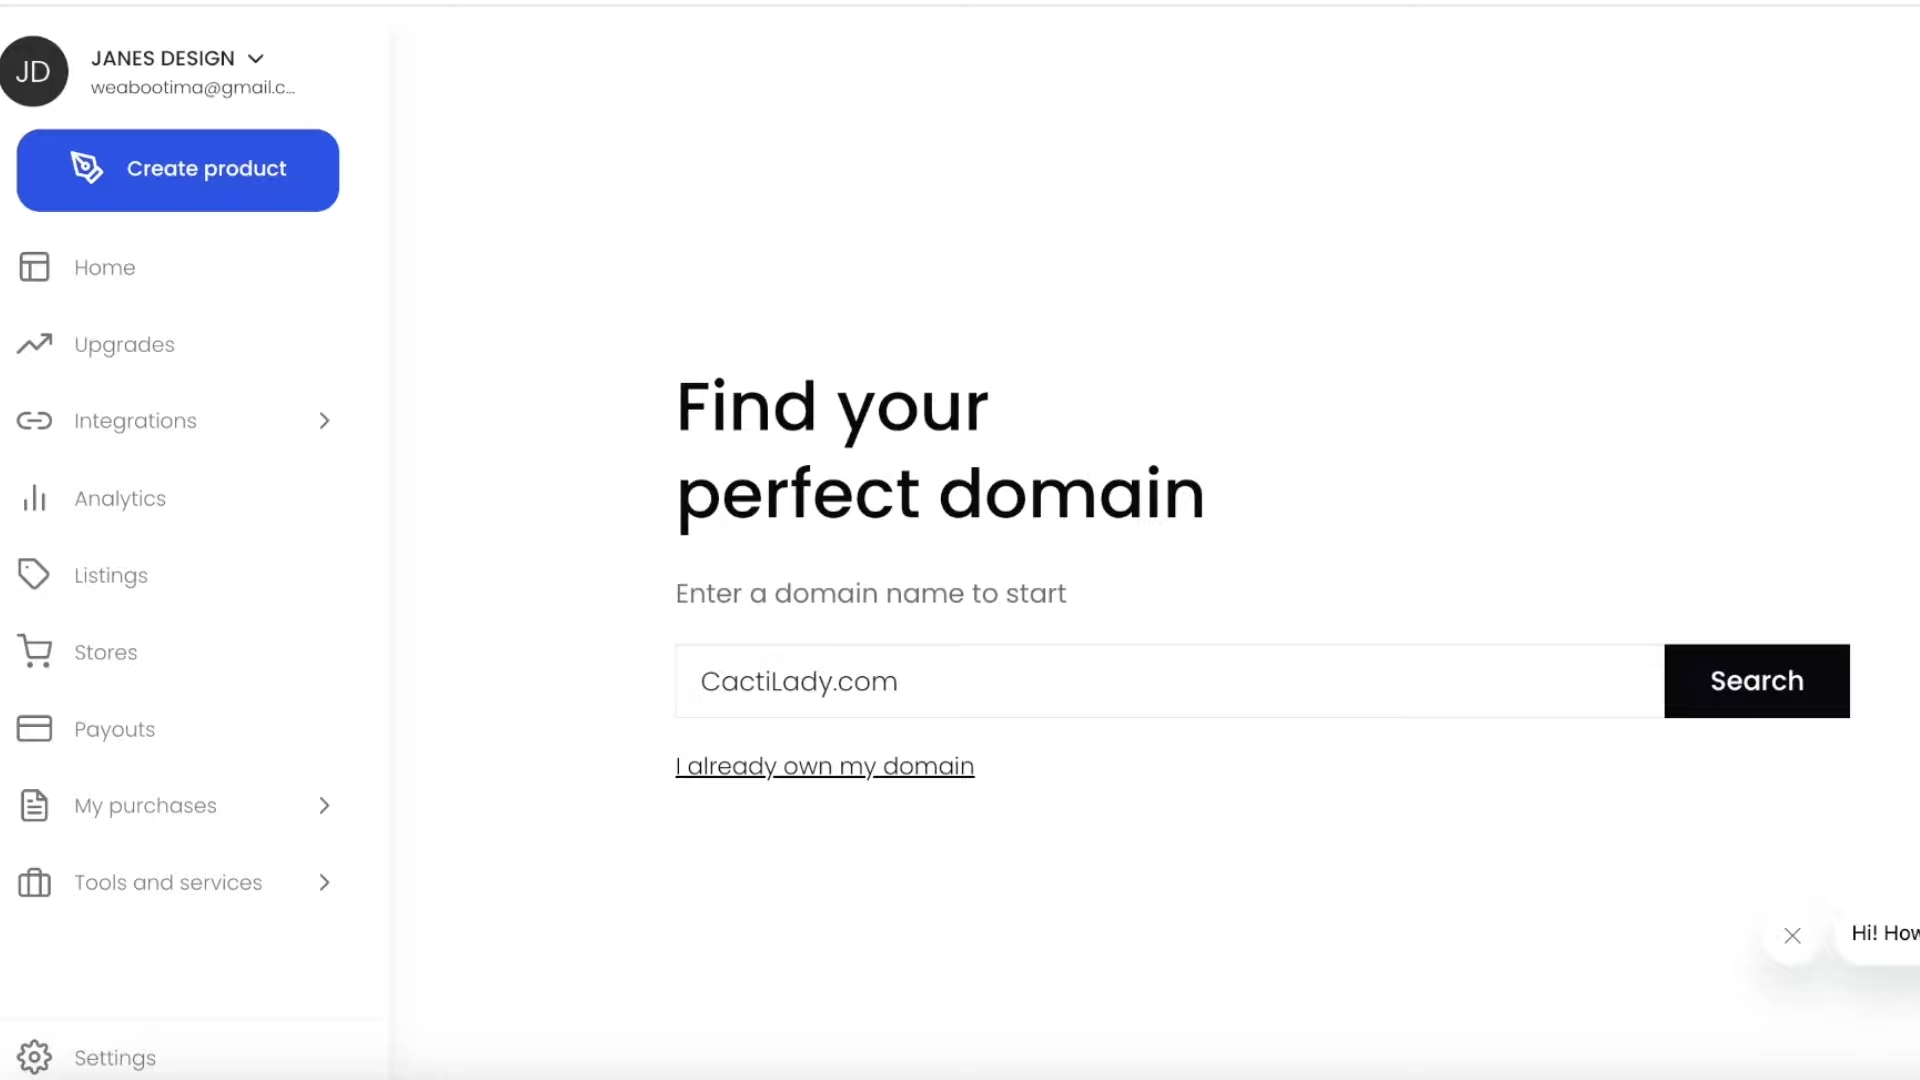 JD
JANES DESIGN
weabootima@gmail.c...
Create product
Home
Upgrades
Integrations
Analytics
Listings
Stores
Payouts
My purchases
Tools and services
Settings
Find your
perfect domain
Enter a domain name to start
CactiLady.com
Search
I already own my domain
Hi! How